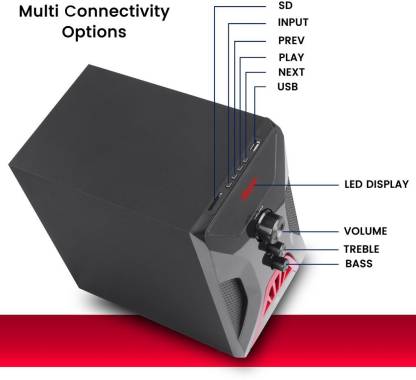 Multi Connectivity
Options
SD
INPUT
PREV
PLAY
NEXT
USB
LED DISPLAY
VOLUME
TREBLE
BASS